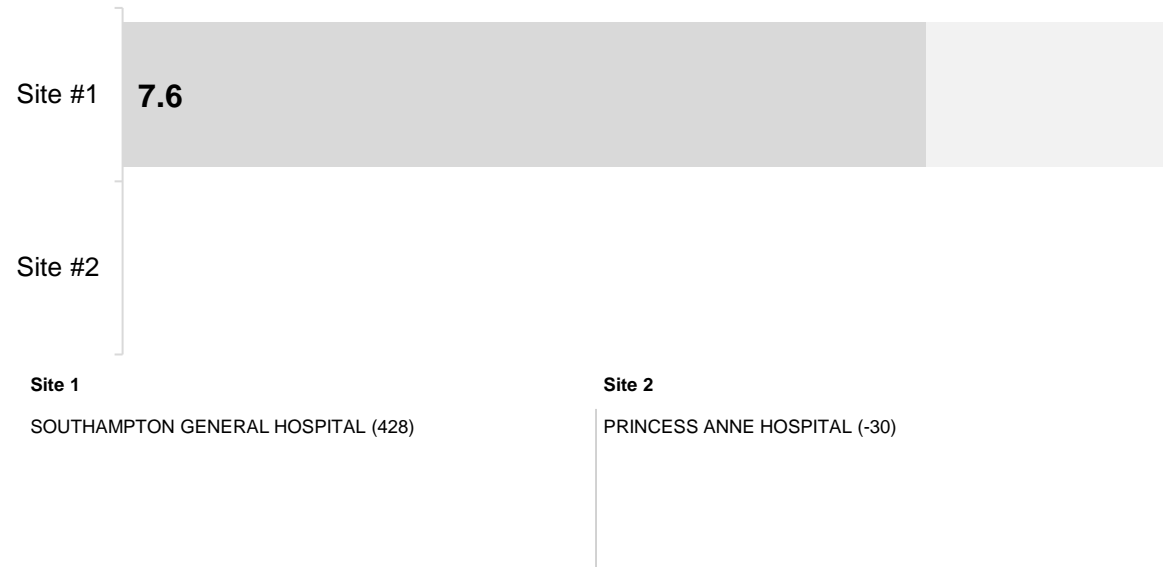 Site #1
7.6
Site #2
Site 1
Site 2
SOUTHAMPTON GENERAL HOSPITAL (428)
PRINCESS ANNE HOSPITAL (-30)